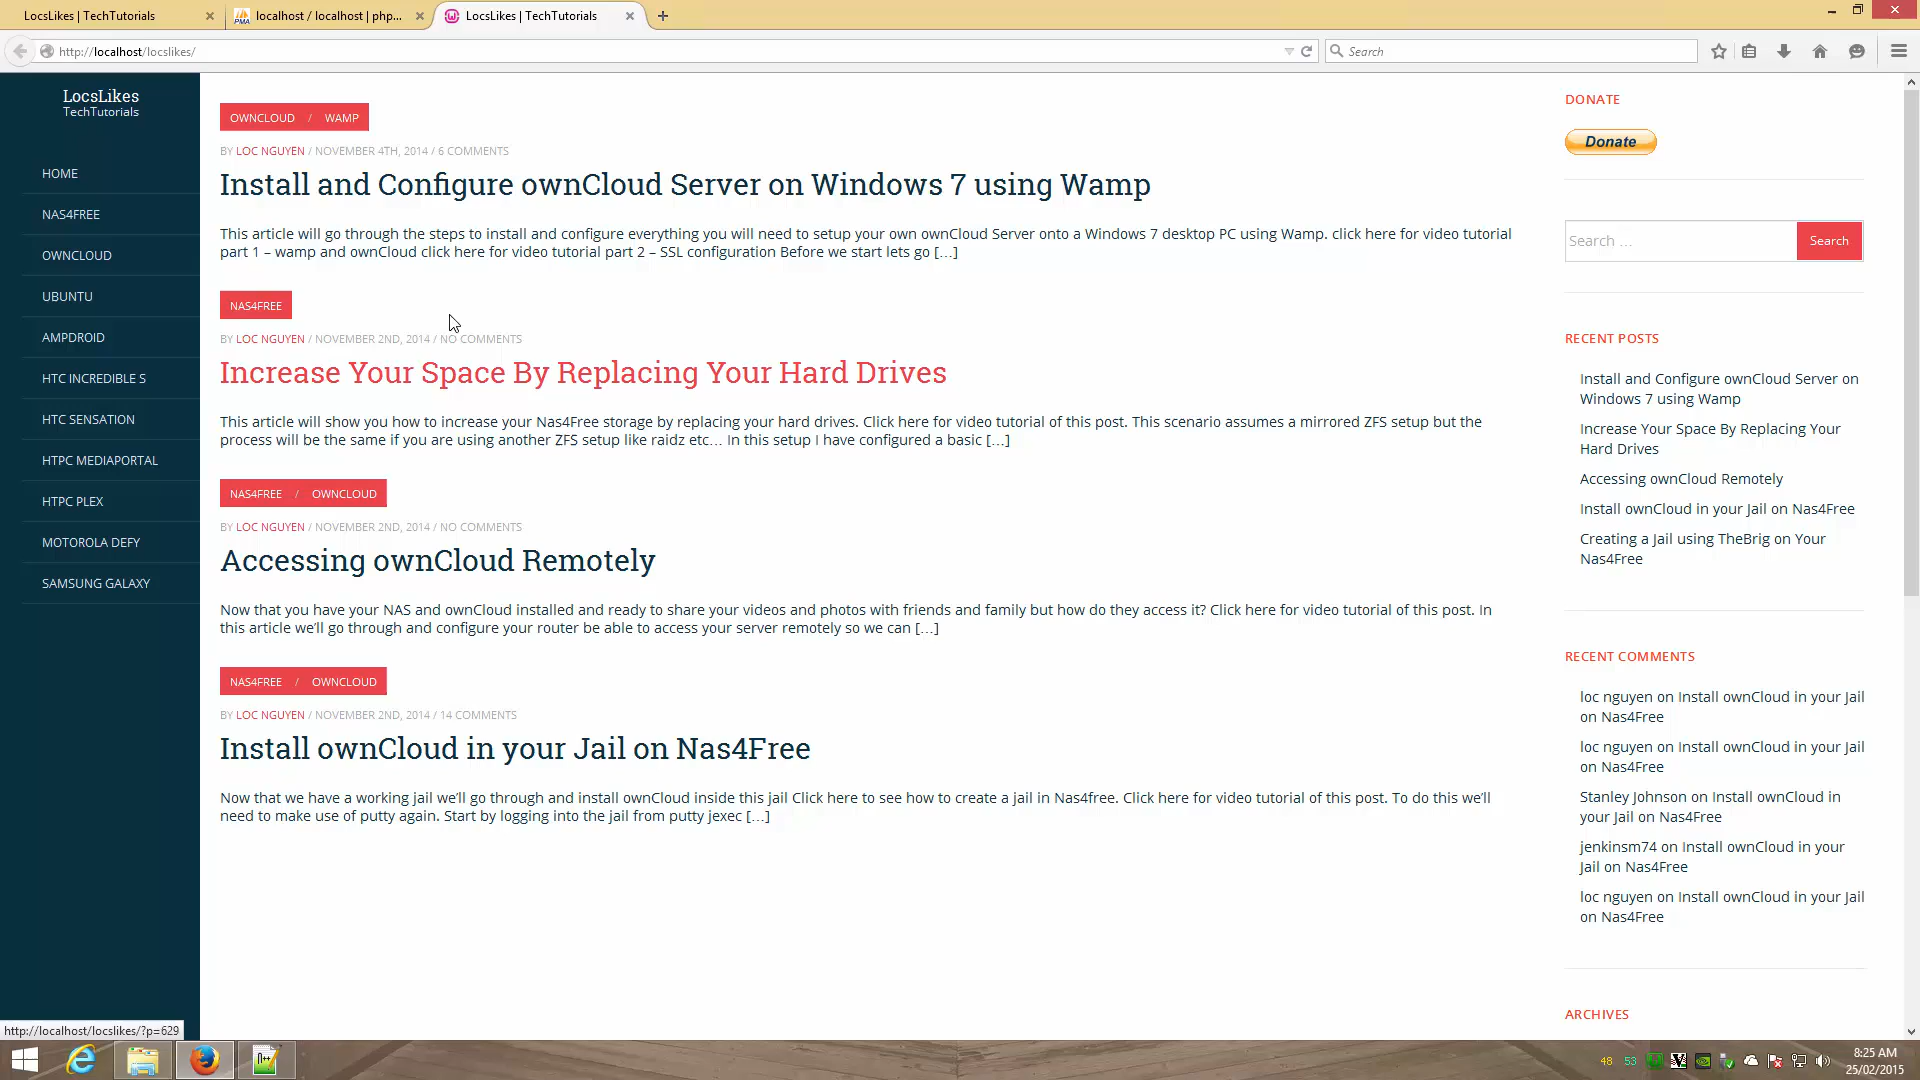 LocsLikes | TechTutorials
localhost / localhost | php...
LocsLikes | TechTutorials
http://localhost/locslikes/
Search
LocsLikes
TechTutorials
HOME
NAS4FREE
OWNCLOUD
UBUNTU
AMPDROID
HTC INCREDIBLE S
HTC SENSATION
HTPC MEDIAPORTAL
HTPC PLEX
MOTOROLA DEFY
SAMSUNG GALAXY
OWNCLOUD / WAMP
BY LOC NGUYEN / NOVEMBER 4TH, 2014 / 6 COMMENTS
Install and Configure ownCloud Server on Windows 7 using Wamp
This article will go through the steps to install and configure everything you will need to setup your own ownCloud Server onto a Windows 7 desktop PC using Wamp. click here for video tutorial
part 1 – wamp and ownCloud click here for video tutorial part 2 – SSL configuration Before we start lets go […]
NAS4FREE
BY LOC NGUYEN / NOVEMBER 2ND, 2014 / NO COMMENTS
Increase Your Space By Replacing Your Hard Drives
This article will show you how to increase your Nas4Free storage by replacing your hard drives. Click here for video tutorial of this post. This scenario assumes a mirrored ZFS setup but the
process will be the same if you are using another ZFS setup like raidz etc… In this setup I have configured a basic […]
NAS4FREE / OWNCLOUD
BY LOC NGUYEN / NOVEMBER 2ND, 2014 / NO COMMENTS
Accessing ownCloud Remotely
Now that you have your NAS and ownCloud installed and ready to share your videos and photos with friends and family but how do they access it? Click here for video tutorial of this post. In
this article we’ll go through and configure your router be able to access your server remotely so we can […]
NAS4FREE / OWNCLOUD
BY LOC NGUYEN / NOVEMBER 2ND, 2014 / 14 COMMENTS
Install ownCloud in your Jail on Nas4Free
Now that we have a working jail we’ll go through and install ownCloud inside this jail Click here to see how to create a jail in Nas4free. Click here for video tutorial of this post. To do this we’ll
need to make use of putty again. Start by logging into the jail from putty jexec […]
DONATE
Donate
Search …
Search
RECENT POSTS
Install and Configure ownCloud Server on
Windows 7 using Wamp
Increase Your Space By Replacing Your
Hard Drives
Accessing ownCloud Remotely
Install ownCloud in your Jail on Nas4Free
Creating a Jail using TheBrig on Your
Nas4Free
RECENT COMMENTS
loc nguyen on Install ownCloud in your Jail
on Nas4Free
loc nguyen on Install ownCloud in your Jail
on Nas4Free
Stanley Johnson on Install ownCloud in
your Jail on Nas4Free
jenkinsm74 on Install ownCloud in your
Jail on Nas4Free
loc nguyen on Install ownCloud in your Jail
on Nas4Free
ARCHIVES
http://localhost/locslikes/?p=629
48 53
8:25 AM
25/02/2015